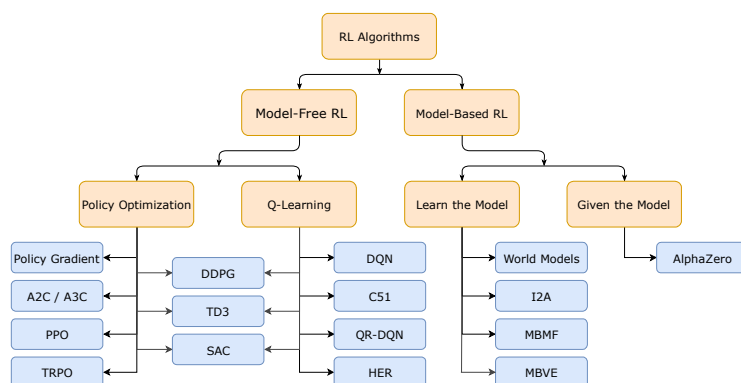 RL Algorithms
Model-Free RL
Model-Based RL
Policy Optimization
Q-Learning
Learn the Model
Given the Model
Policy Gradient
DQN
World Models
AlphaZero
DDPG
A2C / A3C
C51
I2A
TD3
PPO
QR-DQN
MBMF
SAC
TRPO
HER
MBVE